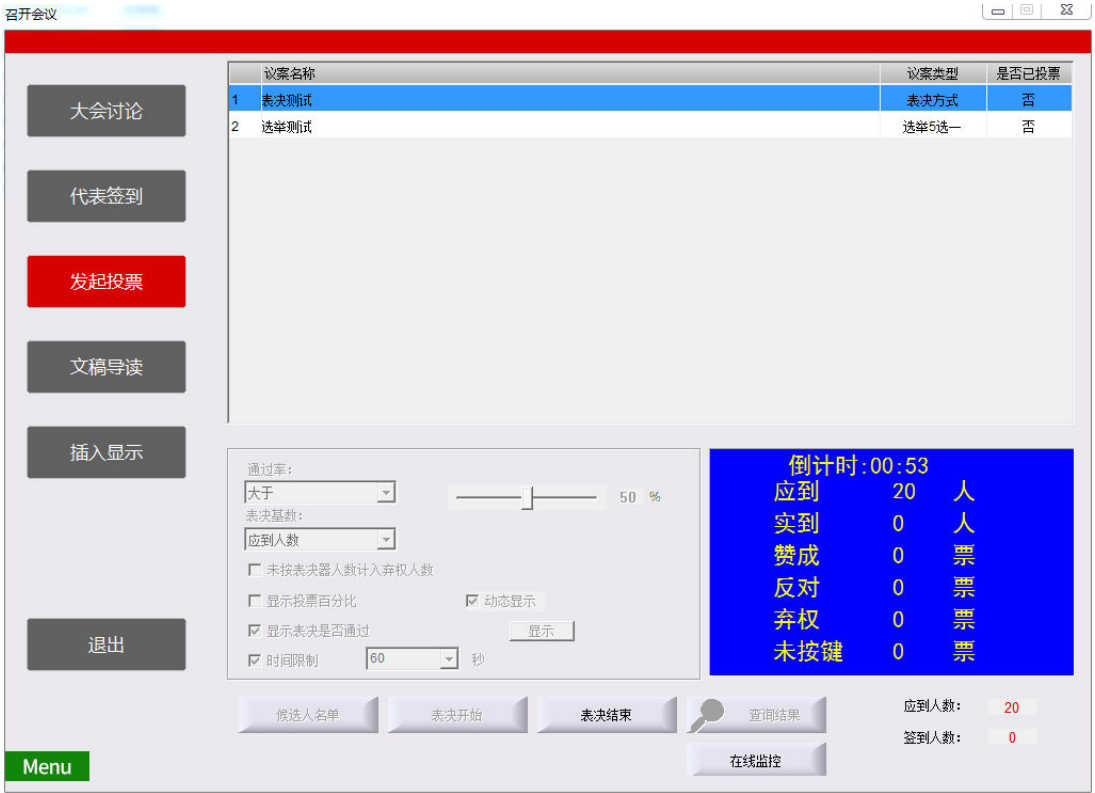 召开会议
议案名称 议案类型 是否已投票
1 表决测试 表决方式 否
2 选举测试 选举5选一 否
大会讨论
代表签到
发起投票
文稿导读
插入显示
退出
Menu
通过率:
大于 50 %
表决基数:
应到人数
未按表决器人数计入弃权人数
显示投票百分比 动态显示
显示表决是否通过 显示
时间限制 60 秒
倒计时:00:53
应到 20 人
实到 0 人
赞成 0 票
反对 0 票
弃权 0 票
未按键 0 票
候选人名单 表决开始 表决结束 查询结果
在线监控
应到人数: 20
签到人数: 0